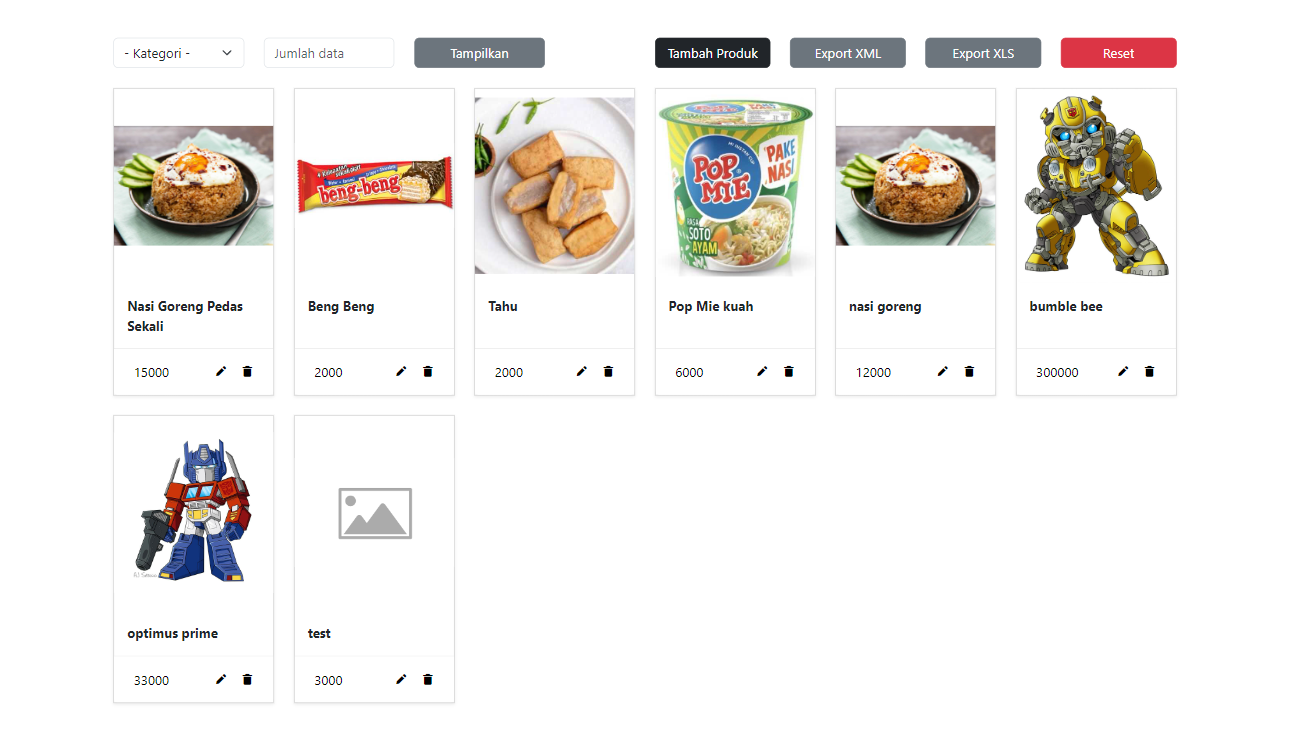 - Kategori -
Jumlah data
Tampilkan
Tambah Produk
Export XML
Export XLS
Reset
beng-beng
POP
MIE
PAKE
NASI
RASA
SOTO
AYAM
Nasi Goreng Pedas
Sekali
Beng Beng
Tahu
Pop Mie kuah
nasi goreng
bumble bee
15000
2000
2000
6000
12000
300000
optimus prime
test
33000
3000